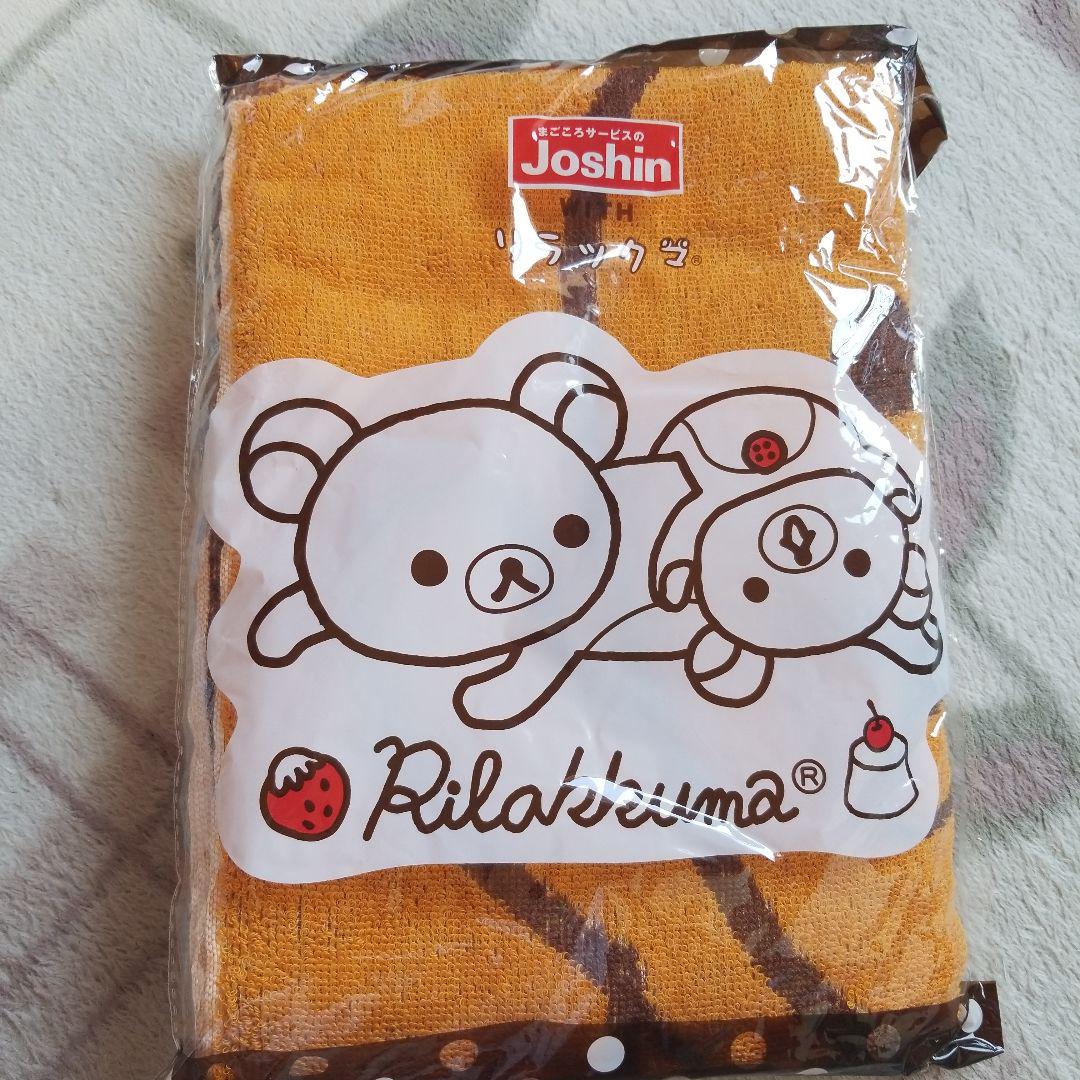 まごころサービスの
Joshin
WITH
リラックマ®
Rilakkuma®